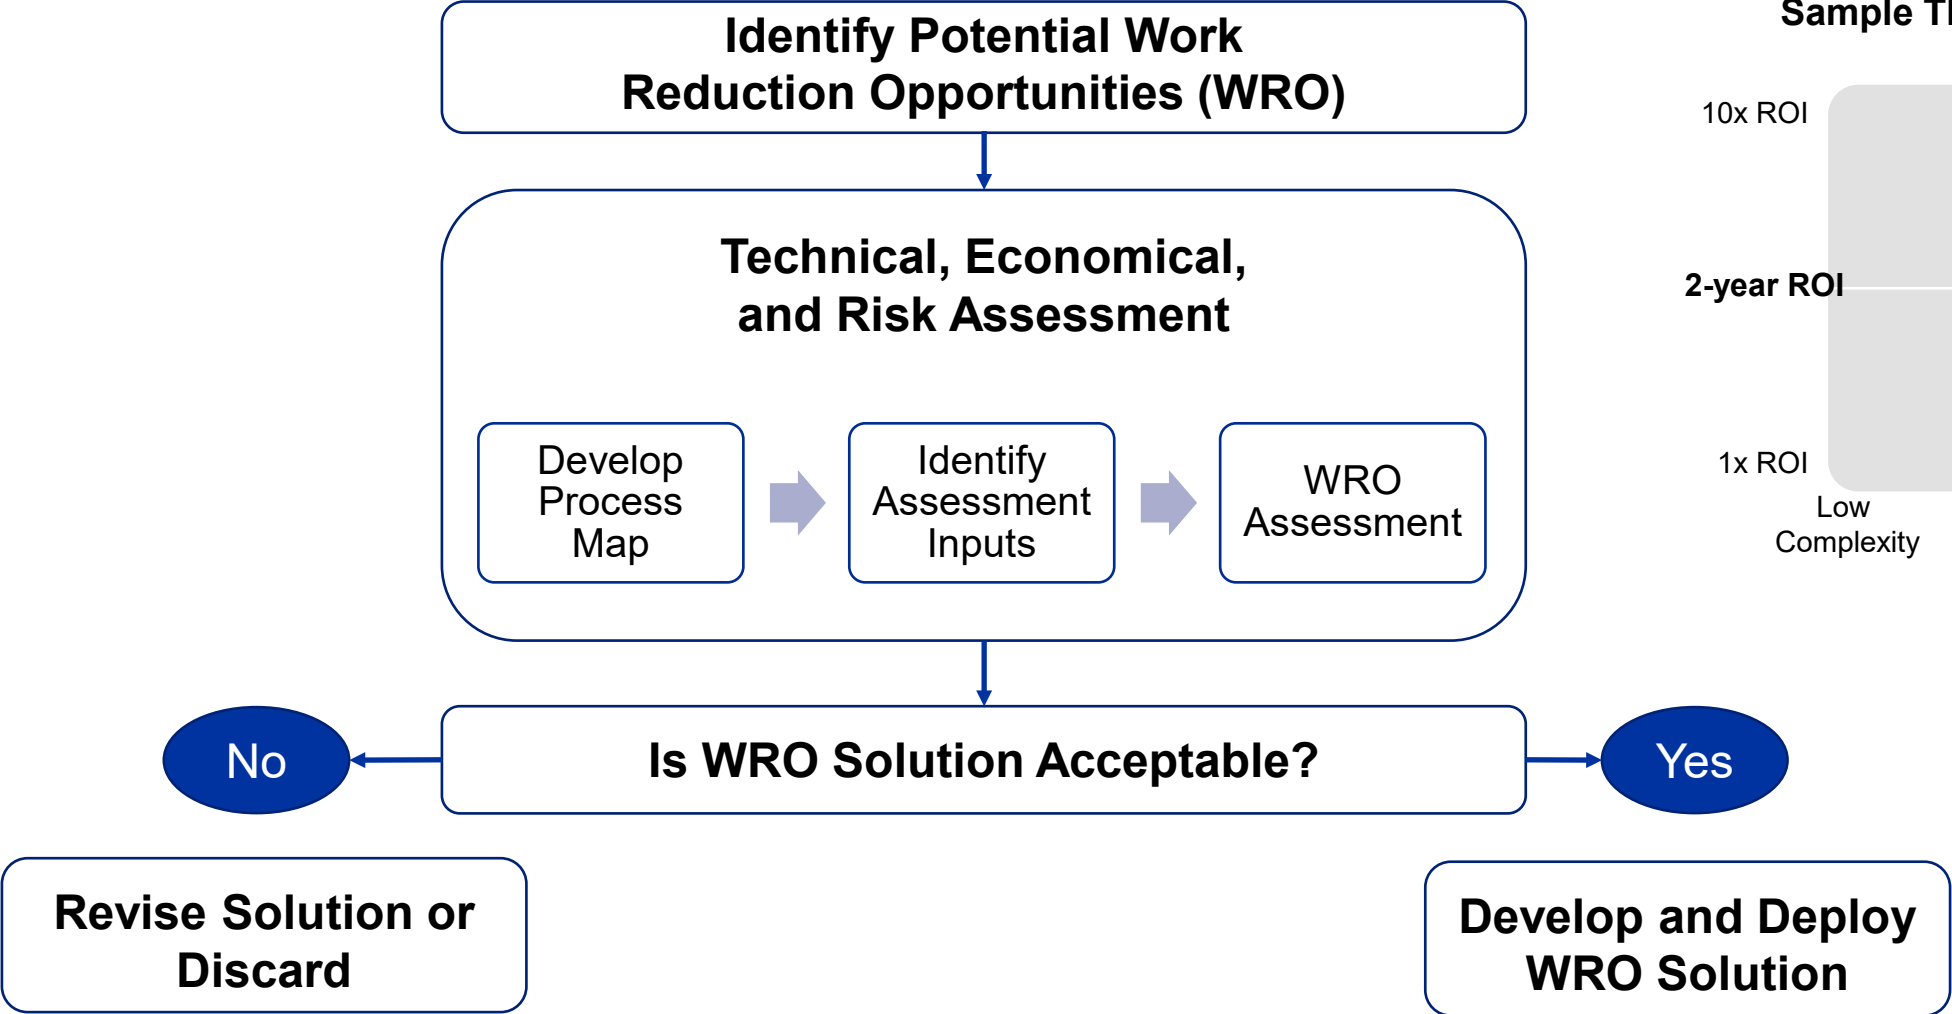 Identify Potential Work
Reduction Opportunities (WRO)
Technical, Economical,
and Risk Assessment
Develop
Process
Map
Identify
Assessment
Inputs
WRO
Assessment
Is WRO Solution Acceptable?
No
Yes
Revise Solution or
Discard
Develop and Deploy
WRO Solution
Sample
10x ROI
2-year ROI
1x ROI
Low
Complexity